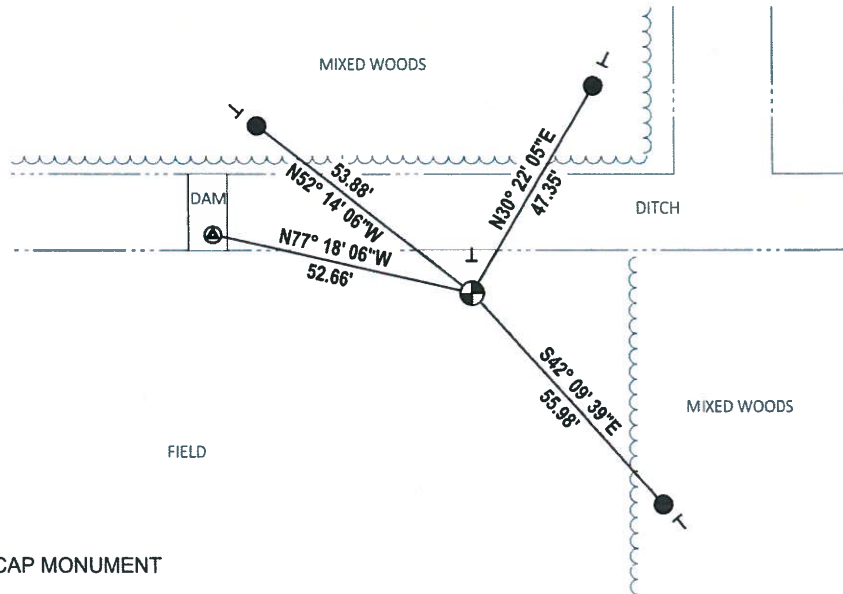 MIXED WOODS
53.88'
N52° 14' 06"W
N30° 22' 05"E
47.35'
DAM
DITCH
N77° 18' 06"W
52.66'
S42° 09' 39"E
55.98'
MIXED WOODS
FIELD
CAP MONUMENT